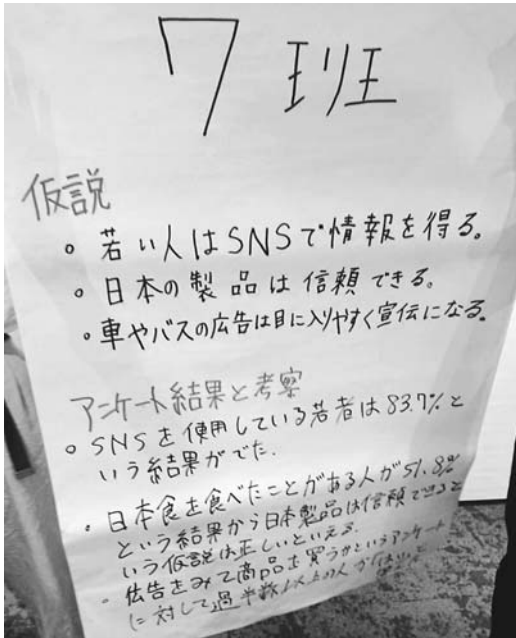 7 班
仮説
。若い人はSNSで情報を得る。
。日本の製品は信頼できる。
・車やバスの広告は目に入りやすく宣伝になる。
アンケート結果と考察
。SNSを使用している若者は83.7%と
いう結果がでた.
・日本食を食べたことがある人が51.8%
という結果から日本製品は信頼できると
いう仮説は正しいといえる.
・広告をみて商品を買うかというアンケート
に対して過半数以上の人が